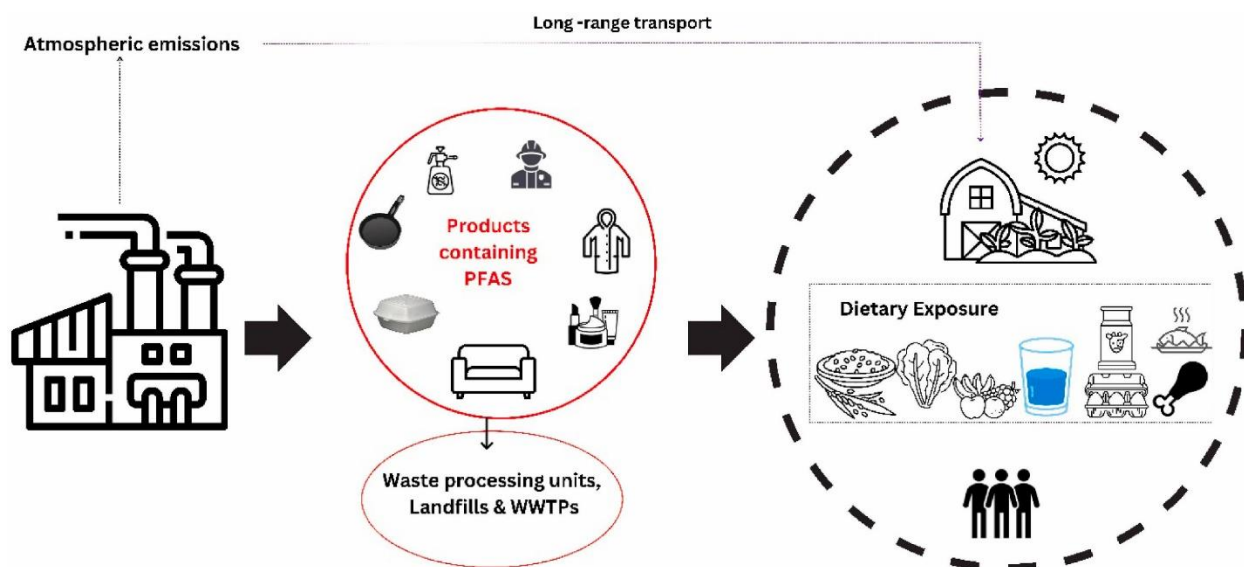 Long -range transport
Atmospheric emissions
Products
containing
PFAS
Dietary Exposure
Waste processing units,
Landfills & WWTPs